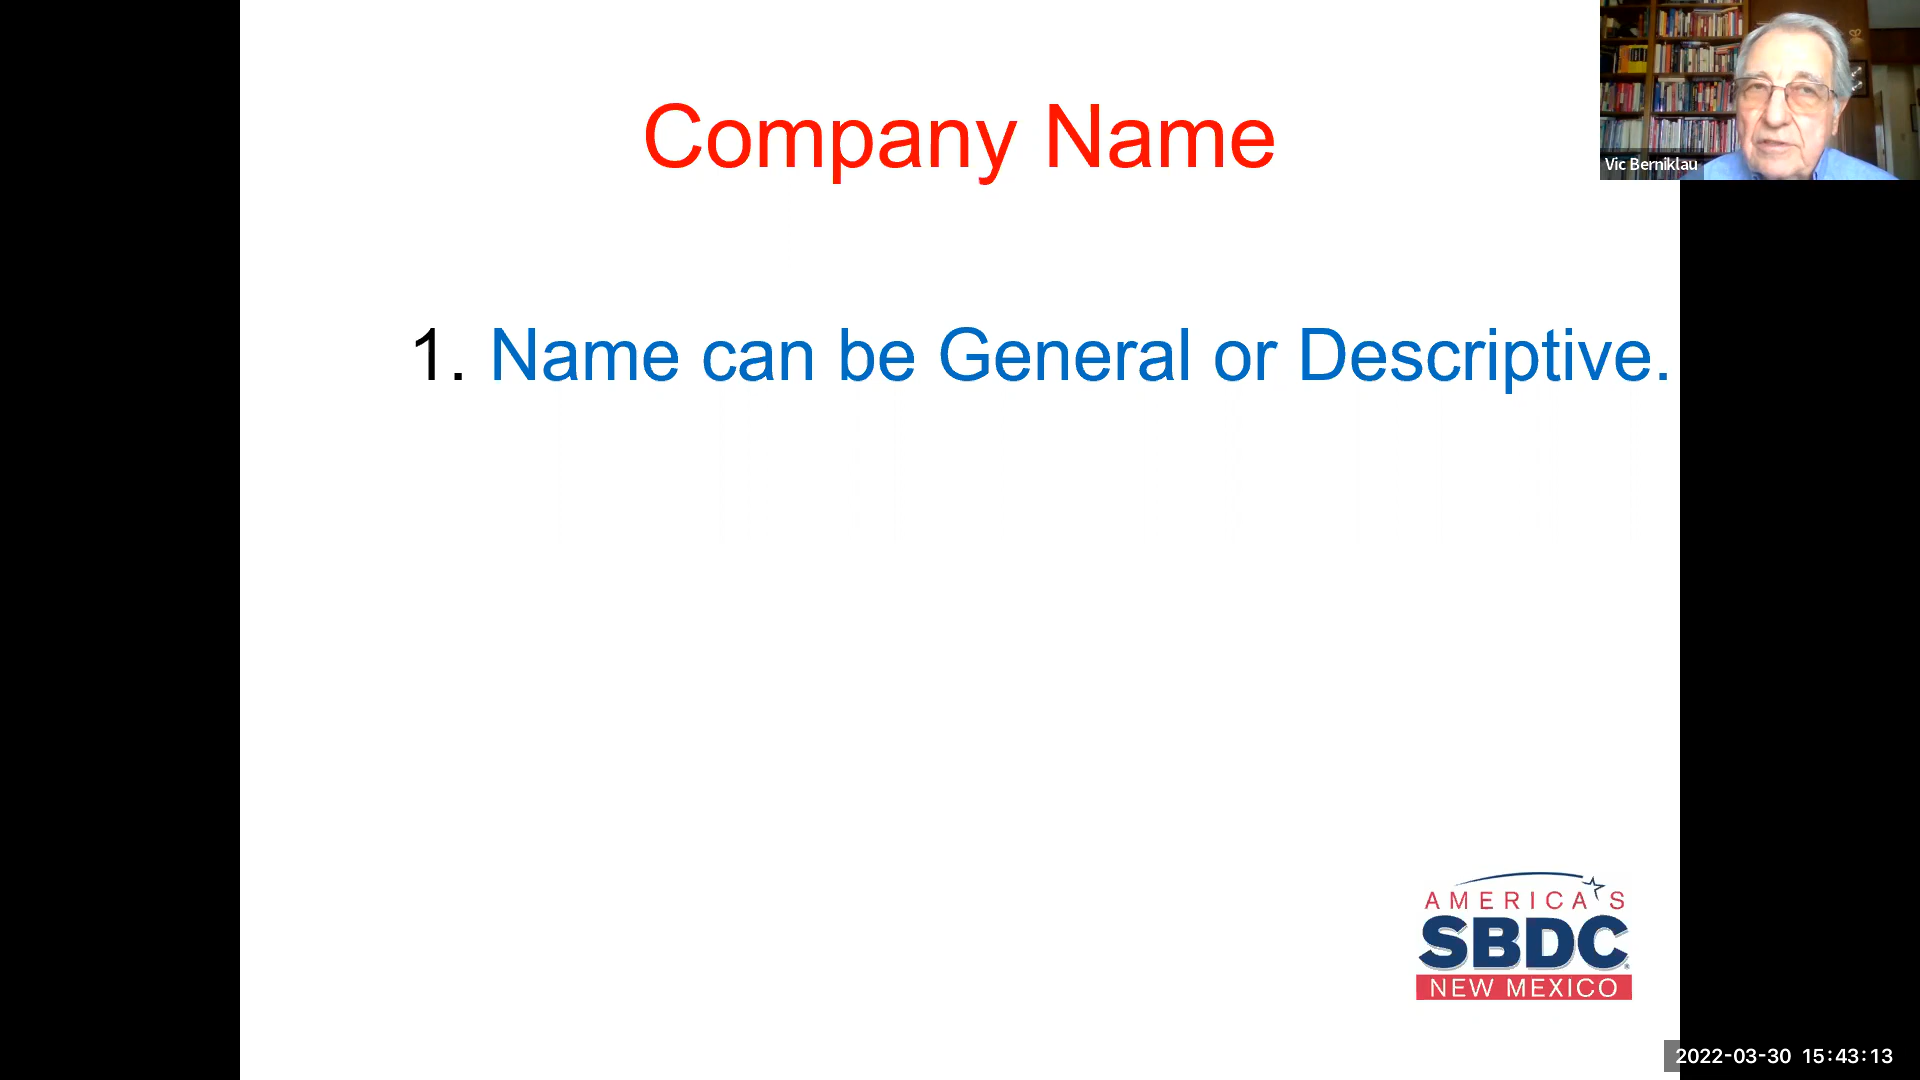 Company Name
Vic Berniklau
1. Name can be General or Descriptive.
AMERICA'S
SBDC
NEW MEXICO
2022-03-30 15:43:13